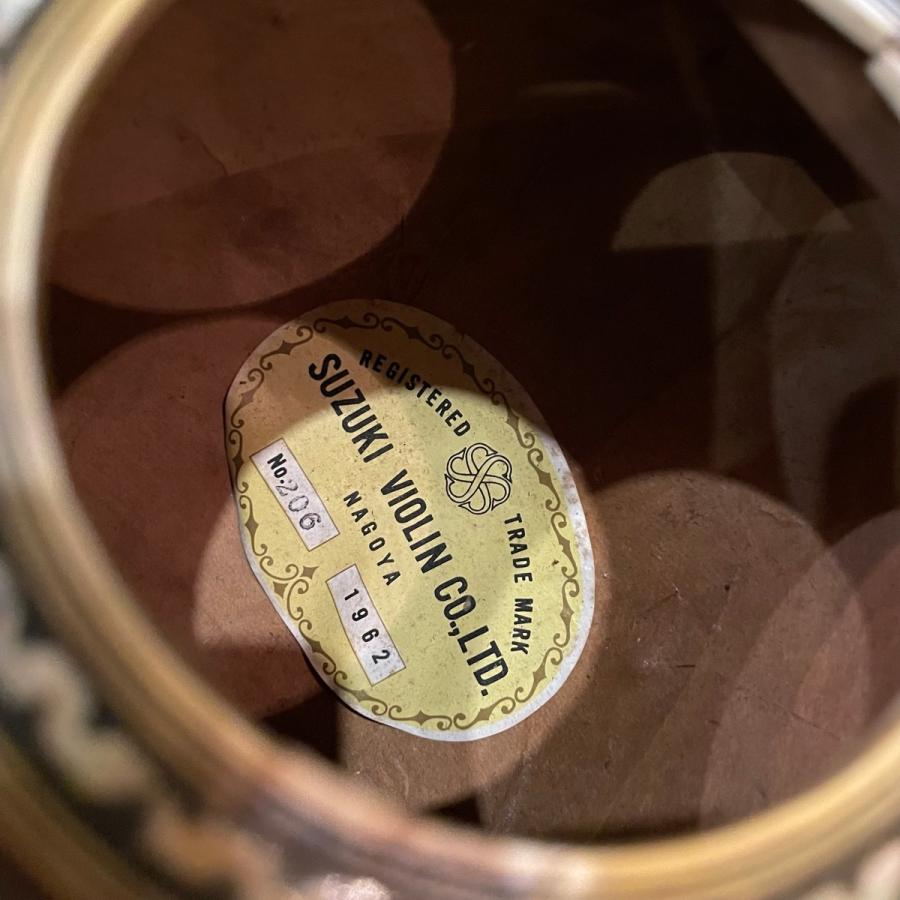 REGISTERED TRADE MARK
SUZUKI VIOLIN CO.,LTD.
NAGOYA
No. 206
1962